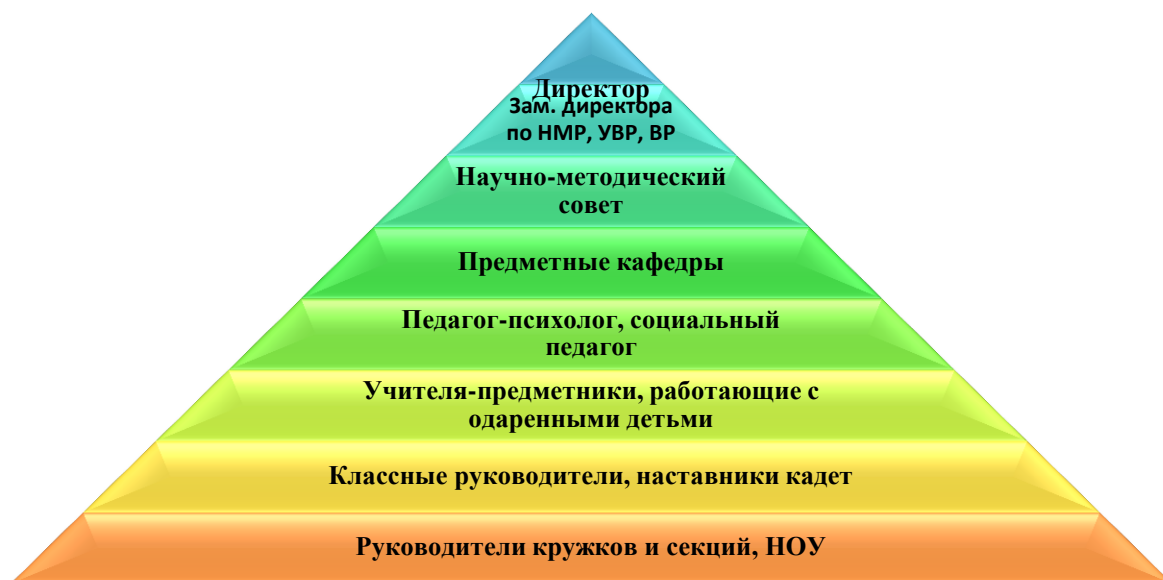 Директор
Зам. директора
по НМР, УВР, ВР
Научно-методический
совет
Предметные кафедры
Педагог-психолог, социальный
педагог
Учителя-предметники, работающие с
одаренными детьми
Классные руководители, наставники кадет
Руководители кружков и секций, НОУ